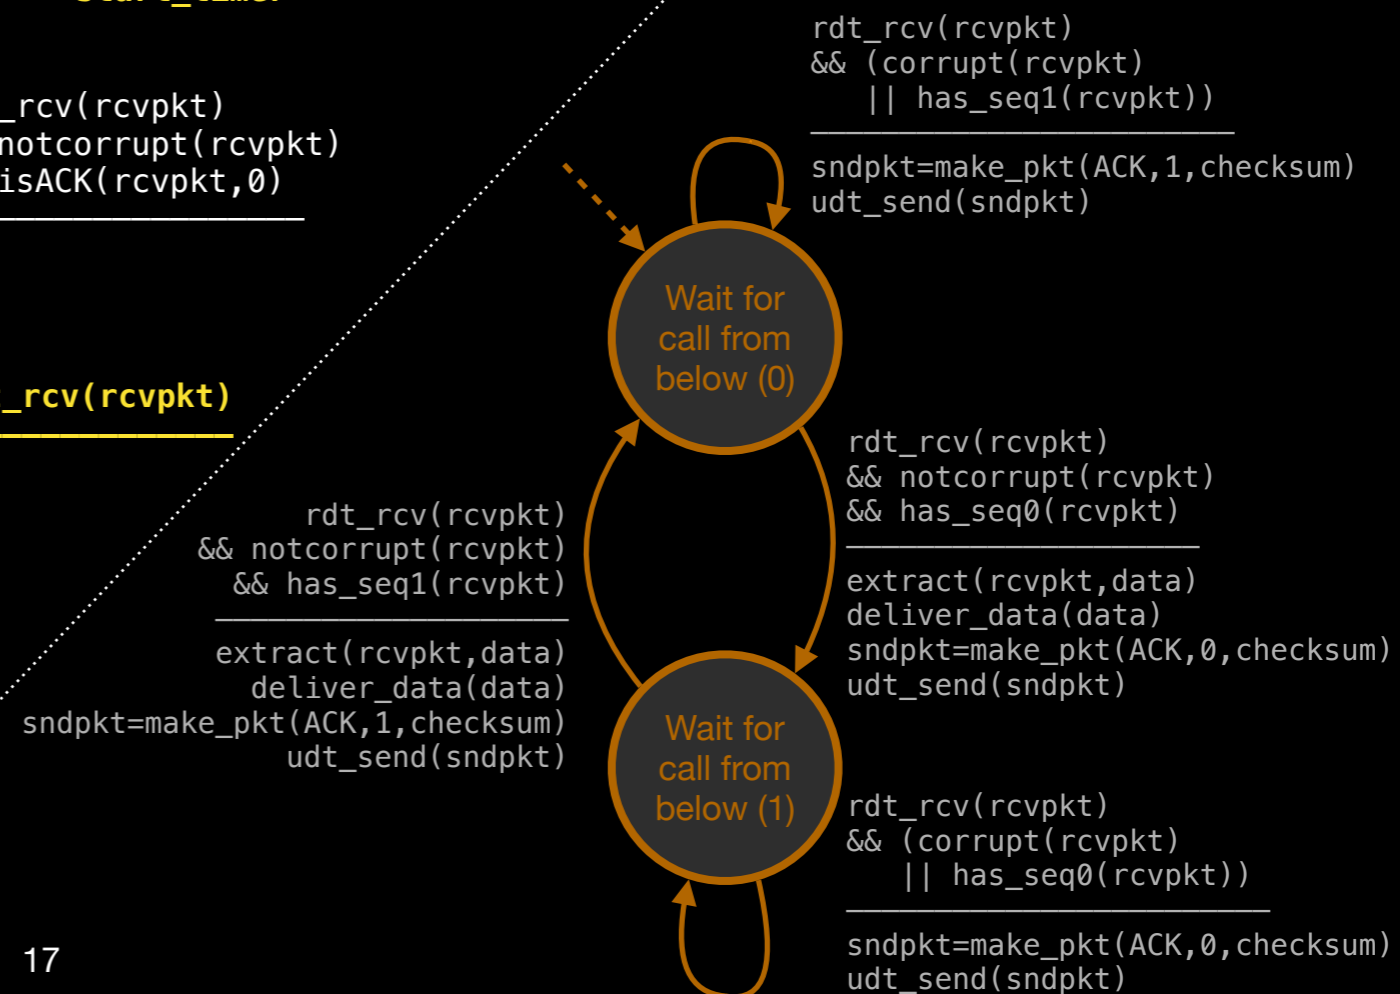 _rcv(rcvpkt)
notcorrupt(rcvpkt)
isACK(rcvpkt,0)
_rcv(rcvpkt)
rdt_rcv(rcvpkt)
&& (corrupt(rcvpkt)
|| has_seq1(rcvpkt))
sndpkt=make_pkt(ACK,1,checksum)
udt_send(sndpkt)
Wait for
call from
below (0)
rdt_rcv(rcvpkt)
&& notcorrupt(rcvpkt)
&& has_seq0(rcvpkt)
extract(rcvpkt,data)
deliver_data(data)
sndpkt=make_pkt(ACK,0,checksum)
udt_send(sndpkt)
rdt_rcv(rcvpkt)
&& notcorrupt(rcvpkt)
&& has_seq1(rcvpkt)
extract(rcvpkt,data)
deliver_data(data)
sndpkt=make_pkt(ACK,1,checksum)
udt_send(sndpkt)
Wait for
call from
below (1)
rdt_rcv(rcvpkt)
&& (corrupt(rcvpkt)
|| has_seq0(rcvpkt))
sndpkt=make_pkt(ACK,0,checksum)
udt_send(sndpkt)
17